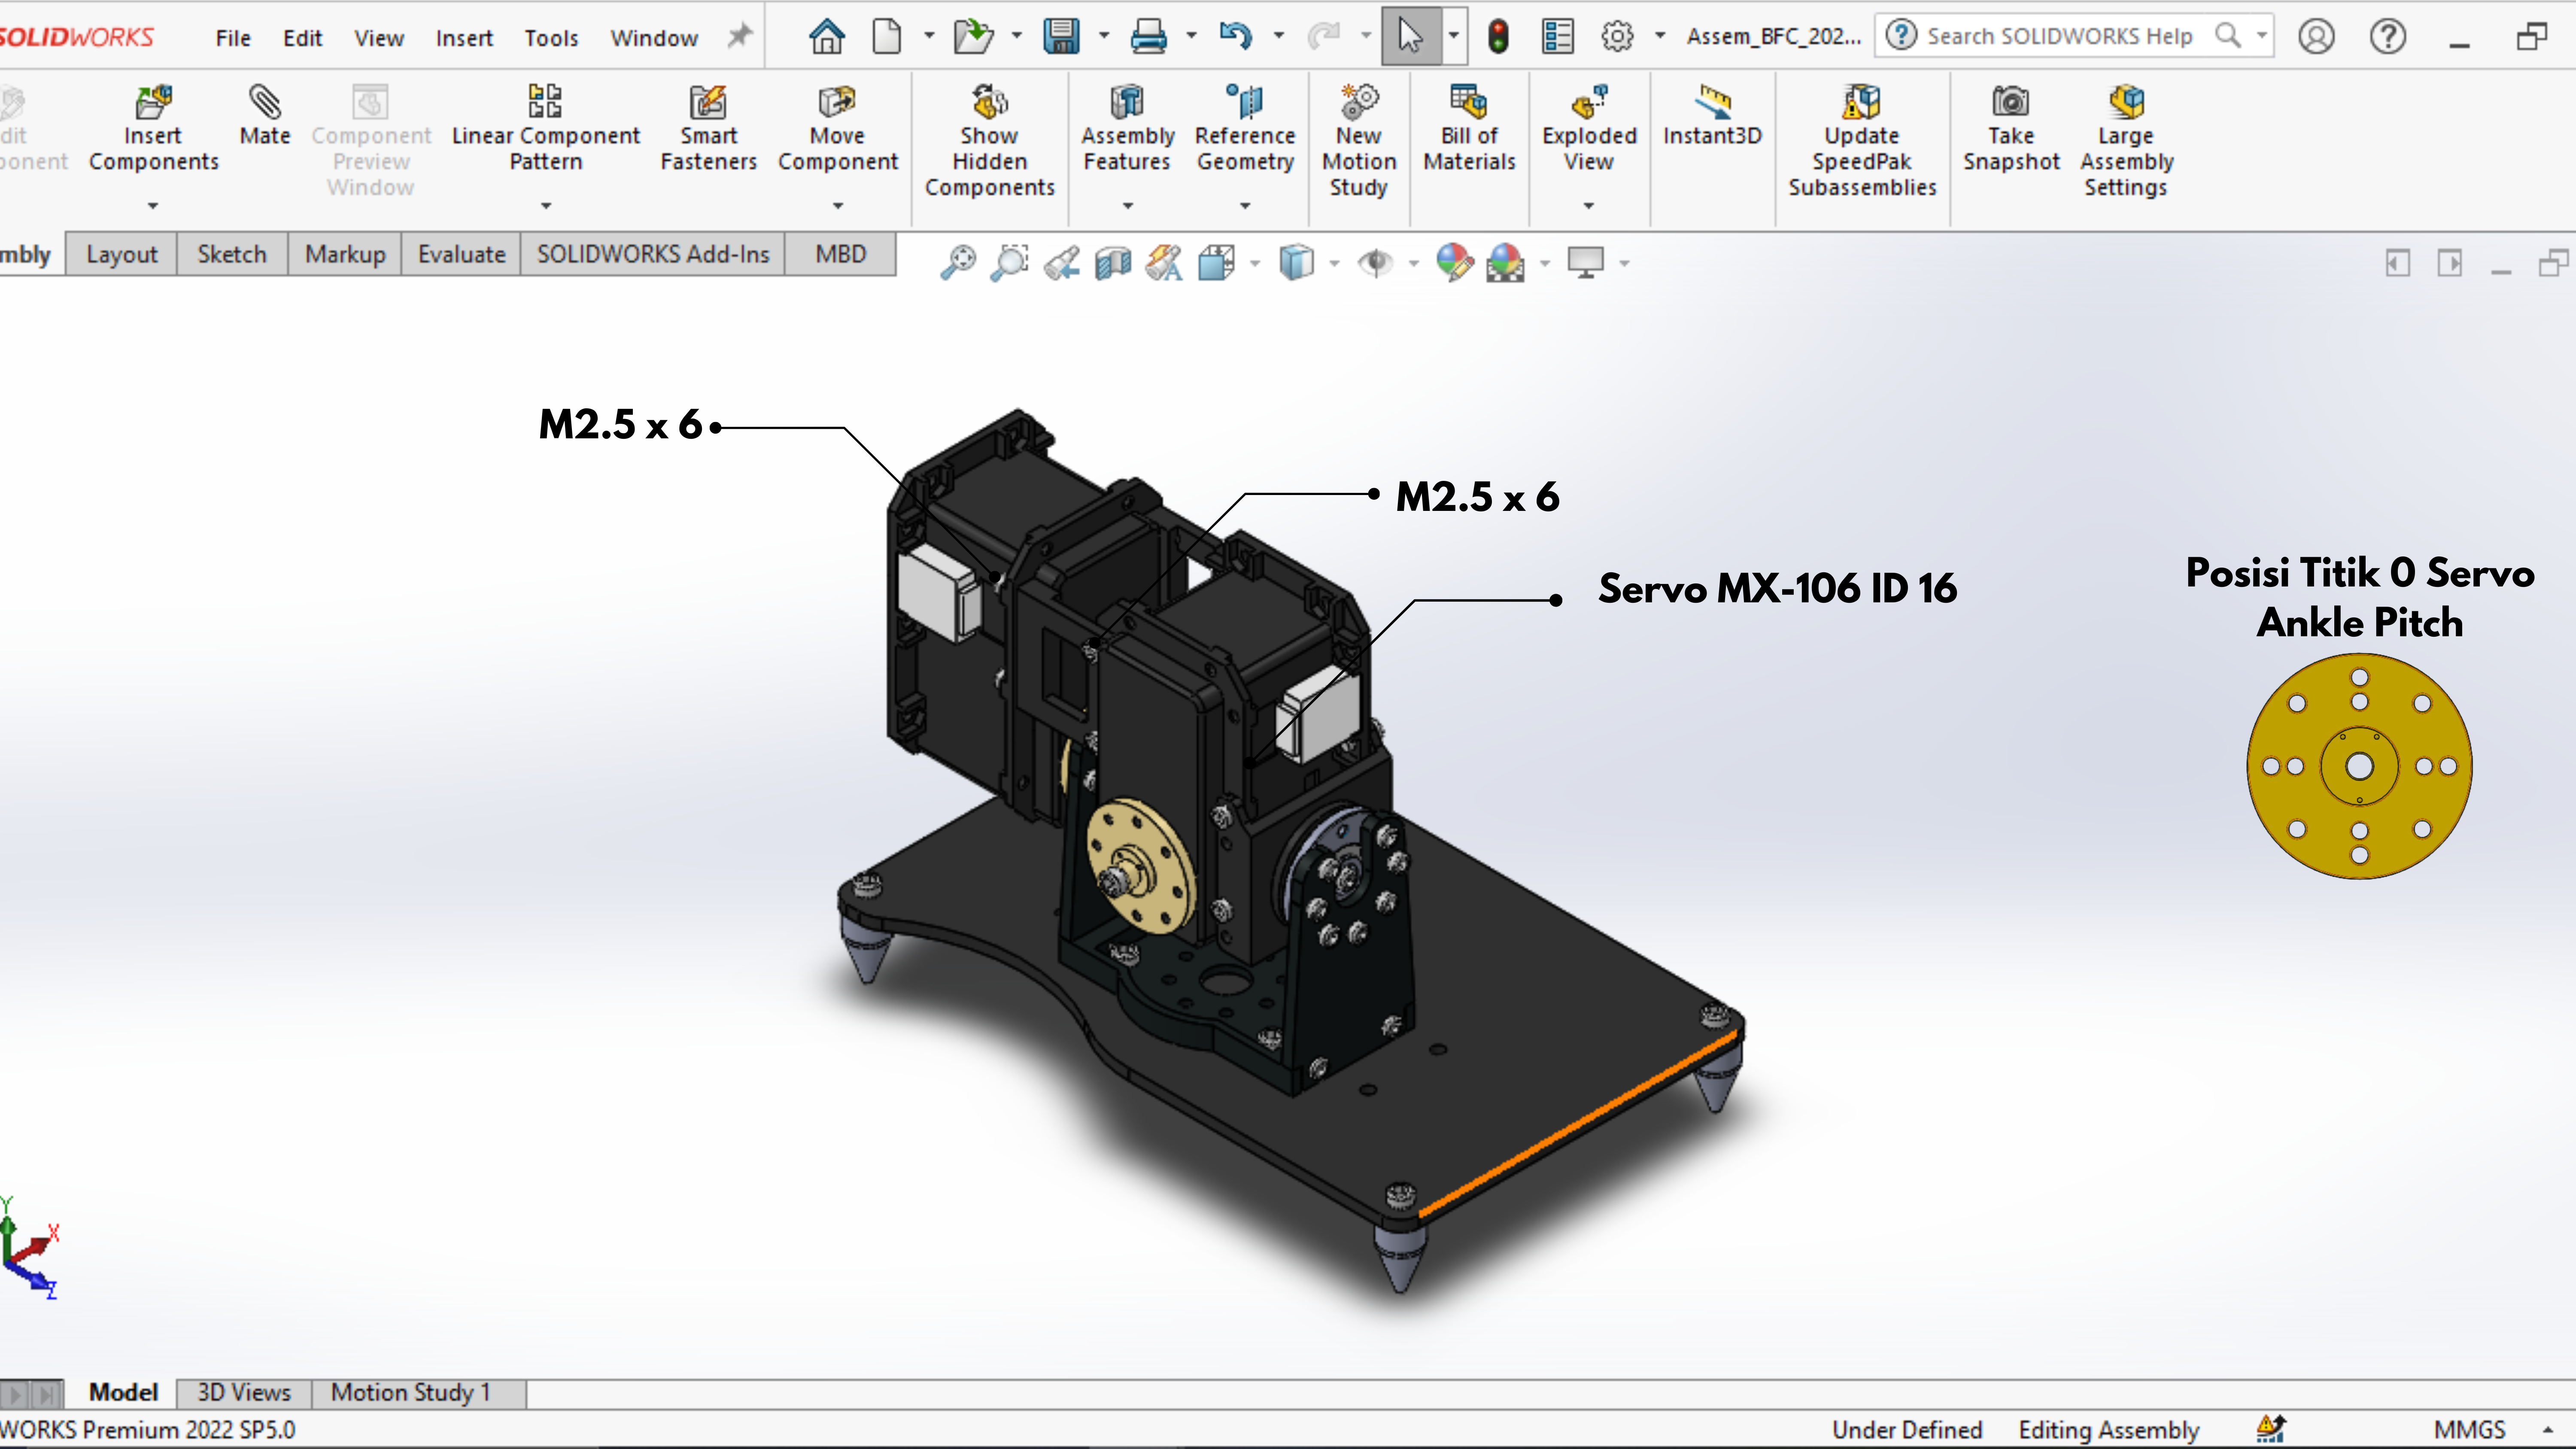 SOLIDWORKS File Edit View Insert Tools Window Assem_BFC_202... Search SOLIDWORKS Help
Insert
Components
Mate
Component
Preview
Window
Linear Component
Pattern
Smart
Fasteners
Move
Component
Show
Hidden
Components
Assembly
Features
Reference
Geometry
New
Motion
Study
Bill of
Materials
Exploded
View
Instant3D
Update
SpeedPak
Subassemblies
Take
Snapshot
Large
Assembly
Settings
mbly Layout Sketch Markup Evaluate SOLIDWORKS Add-Ins MBD
M2.5 x 6
M2.5 x 6
Servo MX-106 ID 16
Posisi Titik 0 Servo
Ankle Pitch
Y
X
Z
Model 3D Views Motion Study 1
WORKS Premium 2022 SP5.0 Under Defined Editing Assembly MMGS